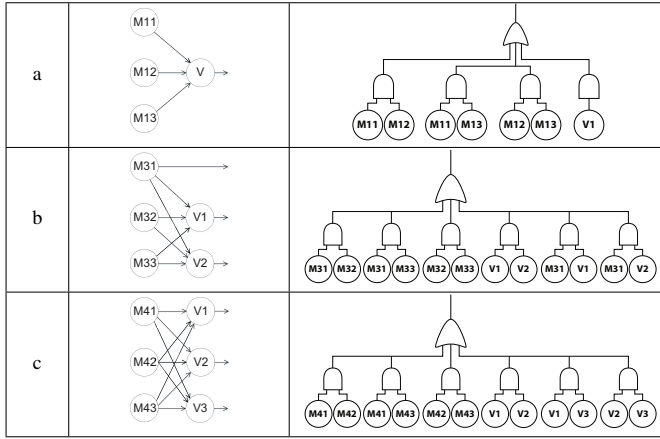 M11
M12
V
M13
a
M11 M12 M11 M13 M12 M13 V1
M31
M32
V1
M33
V2
b
M31 M32 M31 M33 M32 M33 V1 V2 M31 V1 M31 V2
M41
V1
M42
V2
M43
V3
c
M41 M42 M41 M43 M42 M43 V1 V2 V1 V3 V2 V3